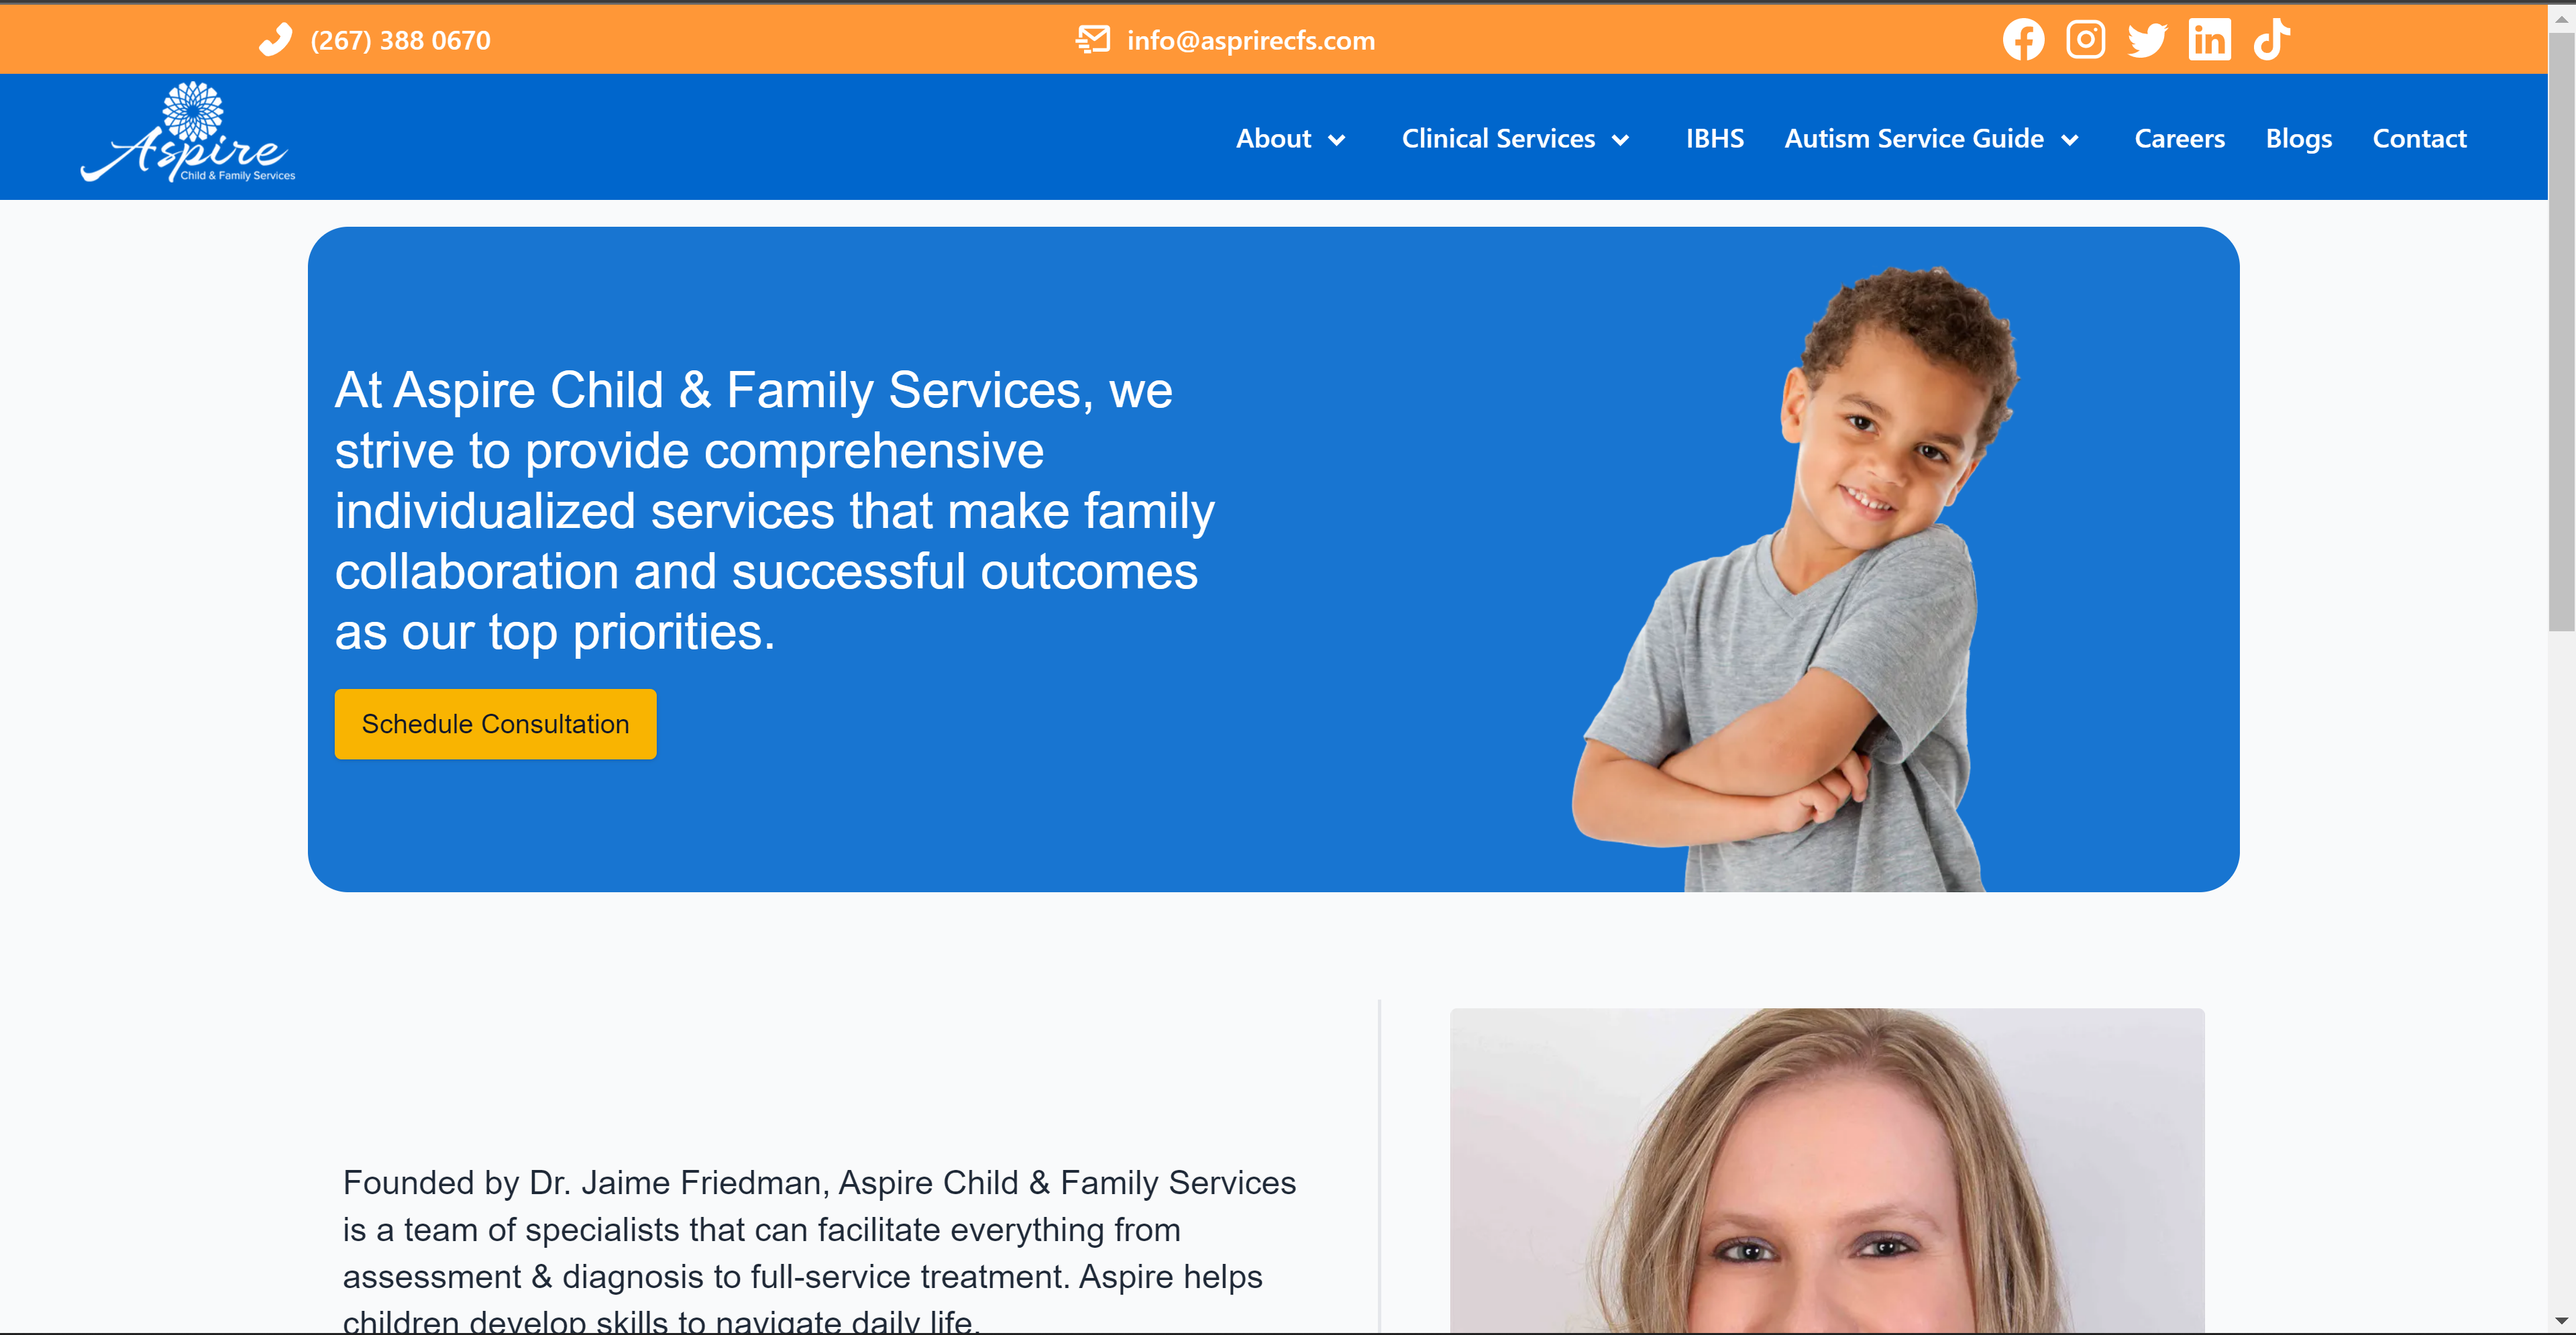 (267) 388 0670
info@asprirecfs.com
Aspire
Child & Family Services
About
Clinical Services
IBHS
Autism Service Guide
Careers
Blogs
Contact
At Aspire Child & Family Services, we
strive to provide comprehensive
individualized services that make family
collaboration and successful outcomes
as our top priorities.
Schedule Consultation
Founded by Dr. Jaime Friedman, Aspire Child & Family Services
is a team of specialists that can facilitate everything from
assessment & diagnosis to full-service treatment. Aspire helps
children develop skills to navigate daily life.